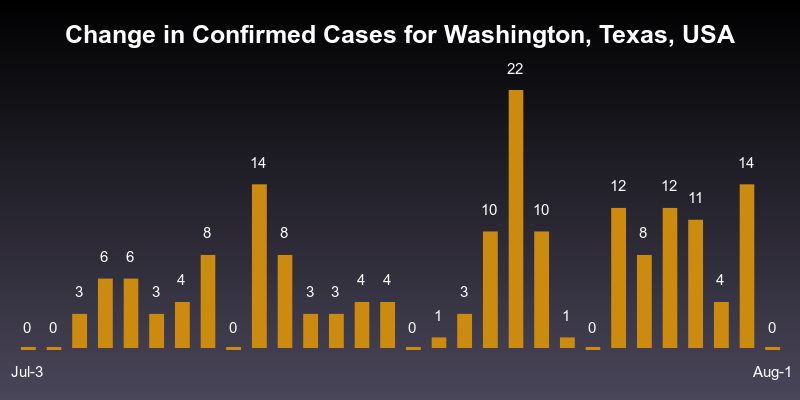 Change in Confirmed Cases for Washington, Texas, USA
0 0 3 6 6 3 4 8 0 14 8 3 3 4 4 0 1 3 10 22 10 1 0 12 8 12 11 4 14 0
Jul-3 Aug-1